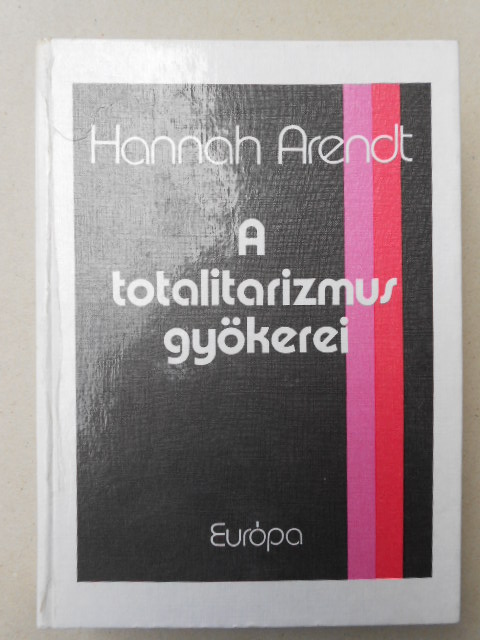 Hannah Arendt
A
totalitarizmus
gyökerei
Európa